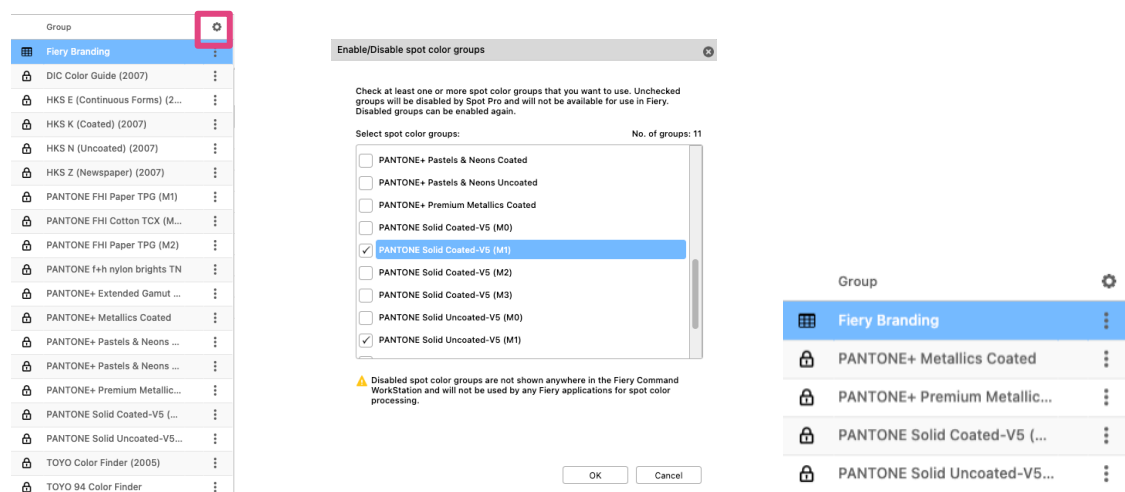 Group
Fiery Branding
DIC Color Guide (2007)
HKS E (Continuous Forms) (2...
HKS K (Coated) (2007)
HKS N (Uncoated) (2007)
HKS Z (Newspaper) (2007)
PANTONE FHI Paper TPG (M1)
PANTONE FHI Cotton TCX (M...
PANTONE FHI Paper TPG (M2)
PANTONE f+h nylon brights TN
PANTONE+ Extended Gamut ...
PANTONE+ Metallics Coated
PANTONE+ Pastels & Neons ...
PANTONE+ Pastels & Neons ...
PANTONE+ Premium Metallic...
PANTONE Solid Coated-V5 (...
PANTONE Solid Uncoated-V5...
TOYO Color Finder (2005)
TOYO 94 Color Finder
Enable/Disable spot color groups
Check at least one or more spot color groups that you want to use. Unchecked
groups will be disabled by Spot Pro and will not be available for use in Fiery.
Disabled groups can be enabled again.
Select spot color groups: No. of groups: 11
PANTONE+ Pastels & Neons Coated
PANTONE+ Pastels & Neons Uncoated
PANTONE+ Premium Metallics Coated
PANTONE Solid Coated-V5 (M0)
PANTONE Solid Coated-V5 (M1)
PANTONE Solid Coated-V5 (M2)
PANTONE Solid Coated-V5 (M3)
PANTONE Solid Uncoated-V5 (M0)
PANTONE Solid Uncoated-V5 (M1)
Disabled spot color groups are not shown anywhere in the Fiery Command
WorkStation and will not be used by any Fiery applications for spot color
processing.
OK Cancel
Group
Fiery Branding
PANTONE+ Metallics Coated
PANTONE+ Premium Metallic...
PANTONE Solid Coated-V5 (...
PANTONE Solid Uncoated-V5...